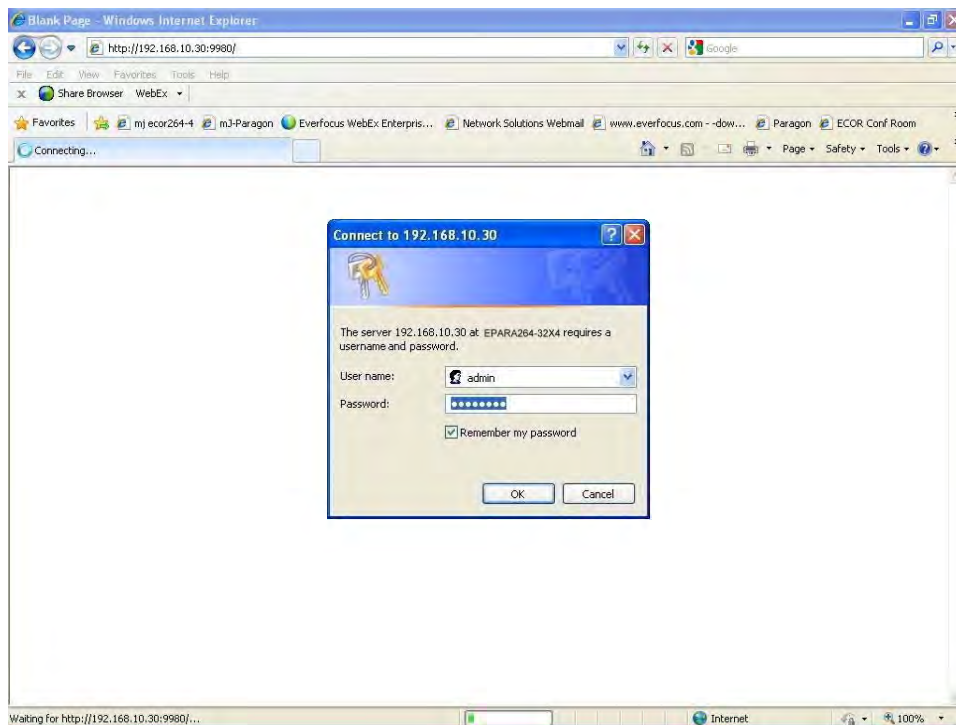 Blank Page - Windows Internet Explorer
http://192.168.10.30:9980/
Google
File Edit View Favorites Tools Help
x Share Browser WebEx
Favorites mj ecor264-4 mJ-Paragon Everfocus WebEx Enterpris... Network Solutions Webmail www.everfocus.com --dow... Paragon ECOR Conf Room
Connecting...
Page Safety Tools
Connect to 192.168.10.30
The server 192.168.10.30 at EPARA264-32X4 requires a
username and password.
User name: admin
Password: ••••••••
Remember my password
OK Cancel
Waiting for http://192.168.10.30:9980/... Internet 100%